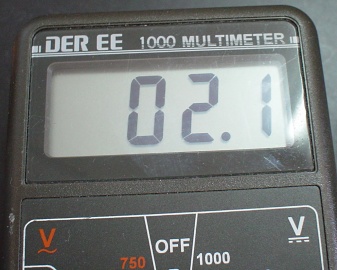 DER EE 1000 MULTIMETER
02.1
V V
750 OFF 1000